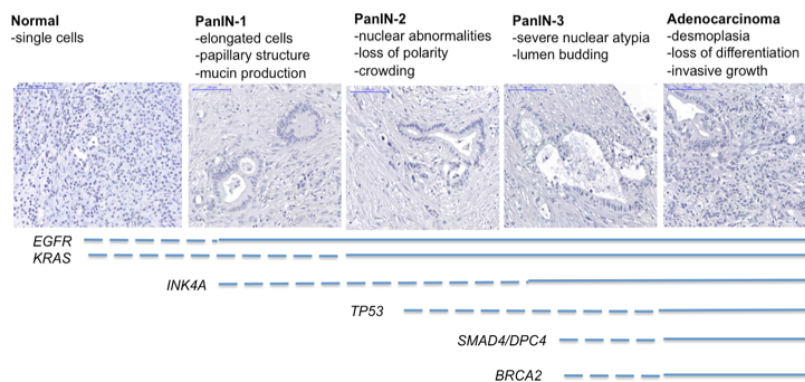 Normal
-single cells
PanIN-1
-elongated cells
-papillary structure
-mucin production
PanIN-2
-nuclear abnormalities
-loss of polarity
-crowding
PanIN-3
-severe nuclear atypia
-lumen budding
Adenocarcinoma
-desmoplasia
-loss of differentiation
-invasive growth
EGFR
KRAS
INK4A
TP53
SMAD4/DPC4
BRCA2